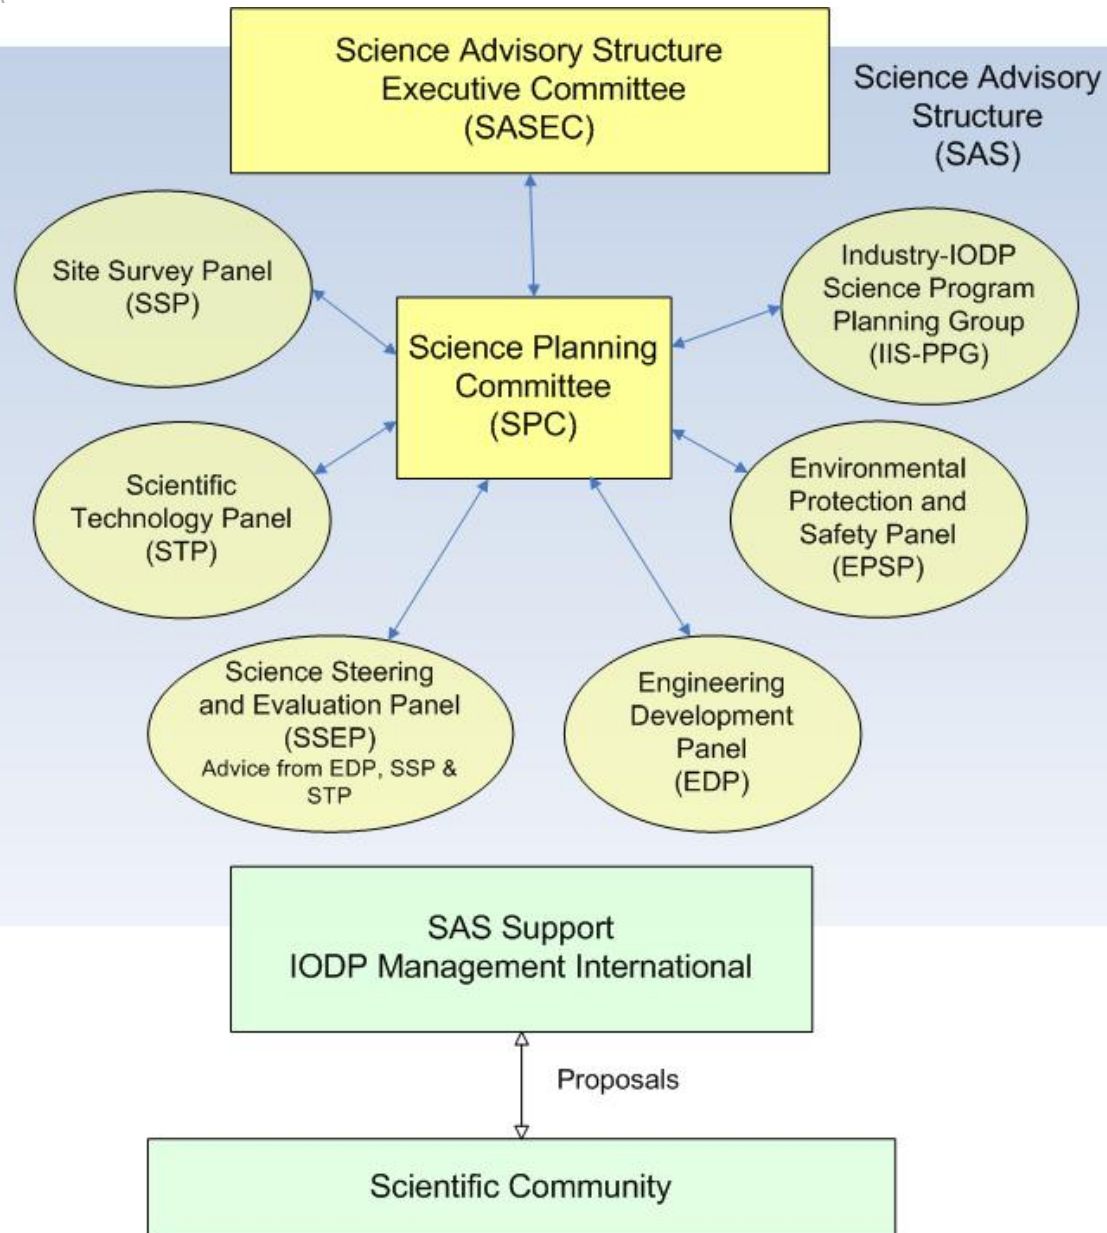 Science Advisory Structure
Executive Committee
(SASEC)
Science Advisory
Structure
(SAS)
Site Survey Panel
(SSP)
Industry-IODP
Science Program
Planning Group
(IIS-PPG)
Science Planning
Committee
(SPC)
Scientific
Technology Panel
(STP)
Environmental
Protection and
Safety Panel
(EPSP)
Science Steering
and Evaluation Panel
(SSEP)
Advice from EDP, SSP &
STP
Engineering
Development
Panel
(EDP)
SAS Support
IODP Management International
Proposals
Scientific Community